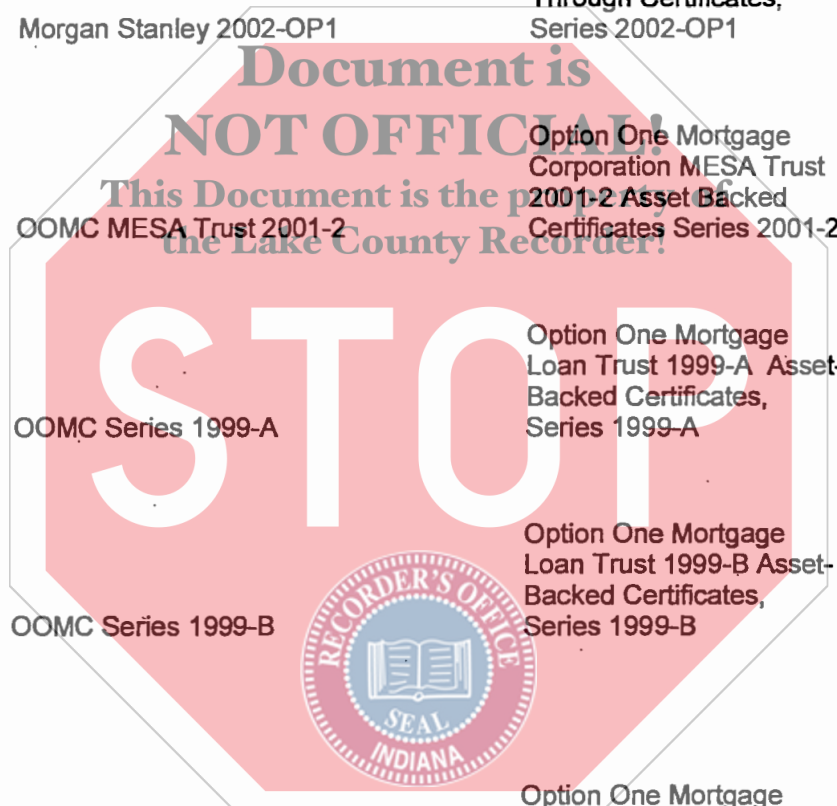 Through Certificates,
Morgan Stanley 2002-OP1
Series 2002-OP1
Document is
NOT OFFICIAL!
This Document is the property of
the Lake County Recorder!
Option One Mortgage
Corporation MESA Trust
2001-2 Asset Backed
OOMC MESA Trust 2001-2
Certificates Series 2001-2
STOP
Option One Mortgage
Loan Trust 1999-A Asset-
Backed Certificates,
OOMC Series 1999-A
Series 1999-A
Option One Mortgage
Loan Trust 1999-B Asset-
Backed Certificates,
OOMC Series 1999-B
Series 1999-B
RECORDER'S OFFICE
SEAL
INDIANA
Option One Mortgage